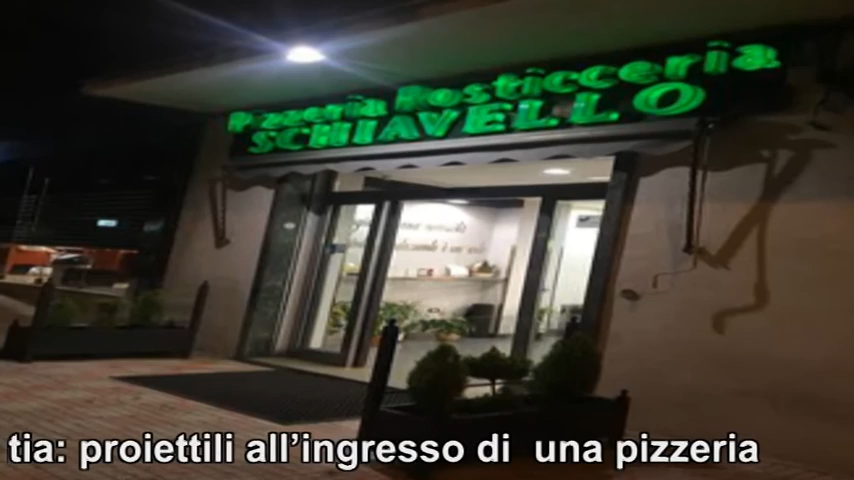 Pizzeria Rosticceria
SCHIAVELLO
tia: proiettili all’ingresso di una pizzeria